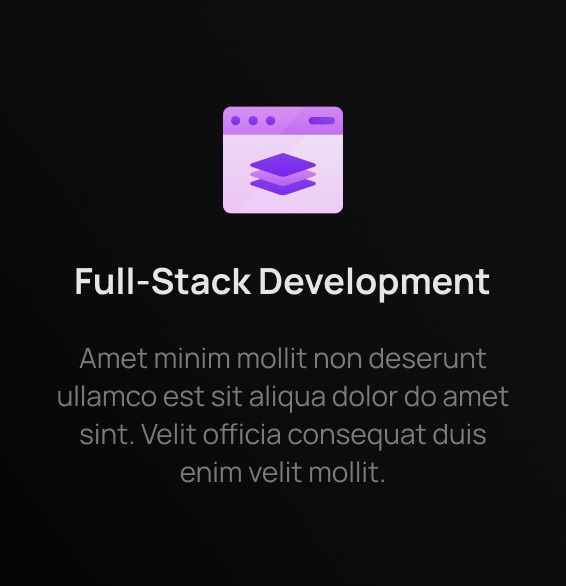 Full-Stack Development
Amet minim mollit non deserunt
ullamco est sit aliqua dolor do amet
sint. Velit officia consequat duis
enim velit mollit.